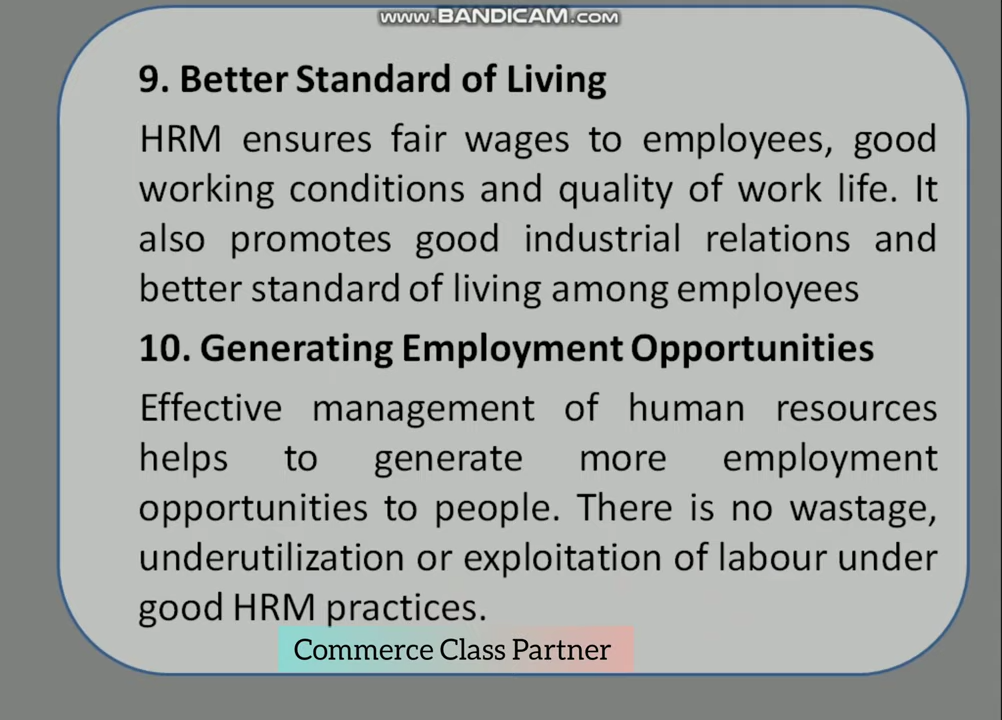 www.BANDICAM.com
9. Better Standard of Living
HRM ensures fair wages to employees, good
working conditions and quality of work life. It
also promotes good industrial relations and
better standard of living among employees
10. Generating Employment Opportunities
Effective management of human resources
helps to generate more employment
opportunities to people. There is no wastage,
underutilization or exploitation of labour under
good HRM practices.
Commerce Class Partner